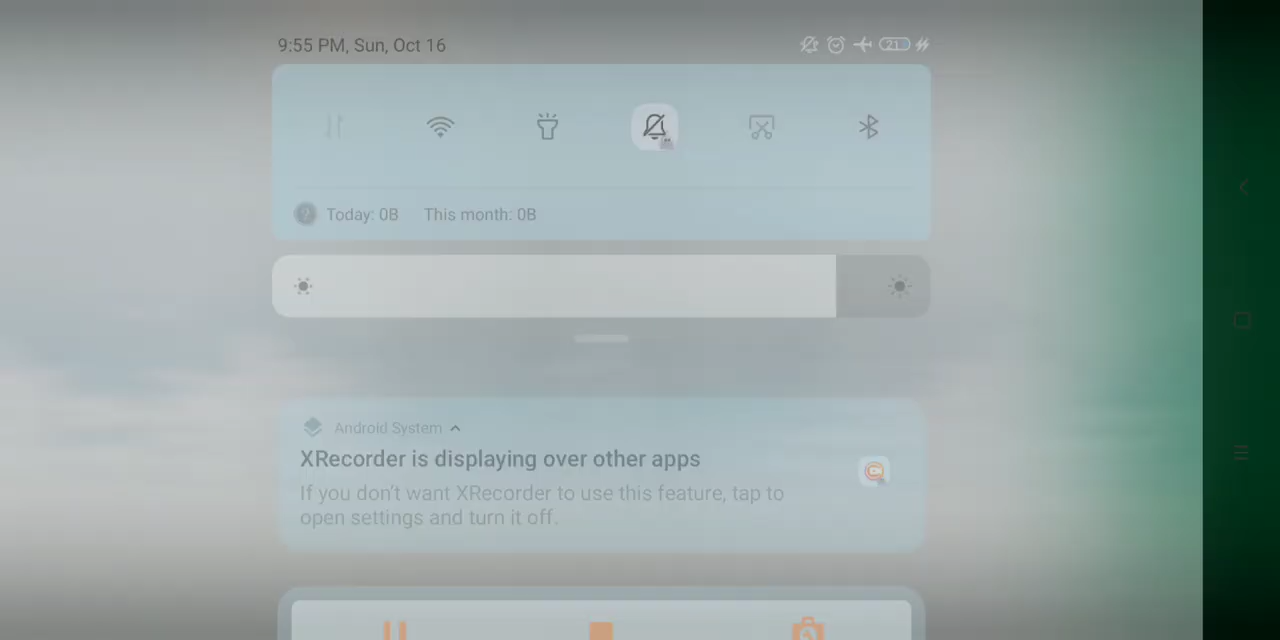 9:55 PM, Sun, Oct 16
21
Today: 0B This month: 0B
Android System
XRecorder is displaying over other apps
If you don't want XRecorder to use this feature, tap to
open settings and turn it off.